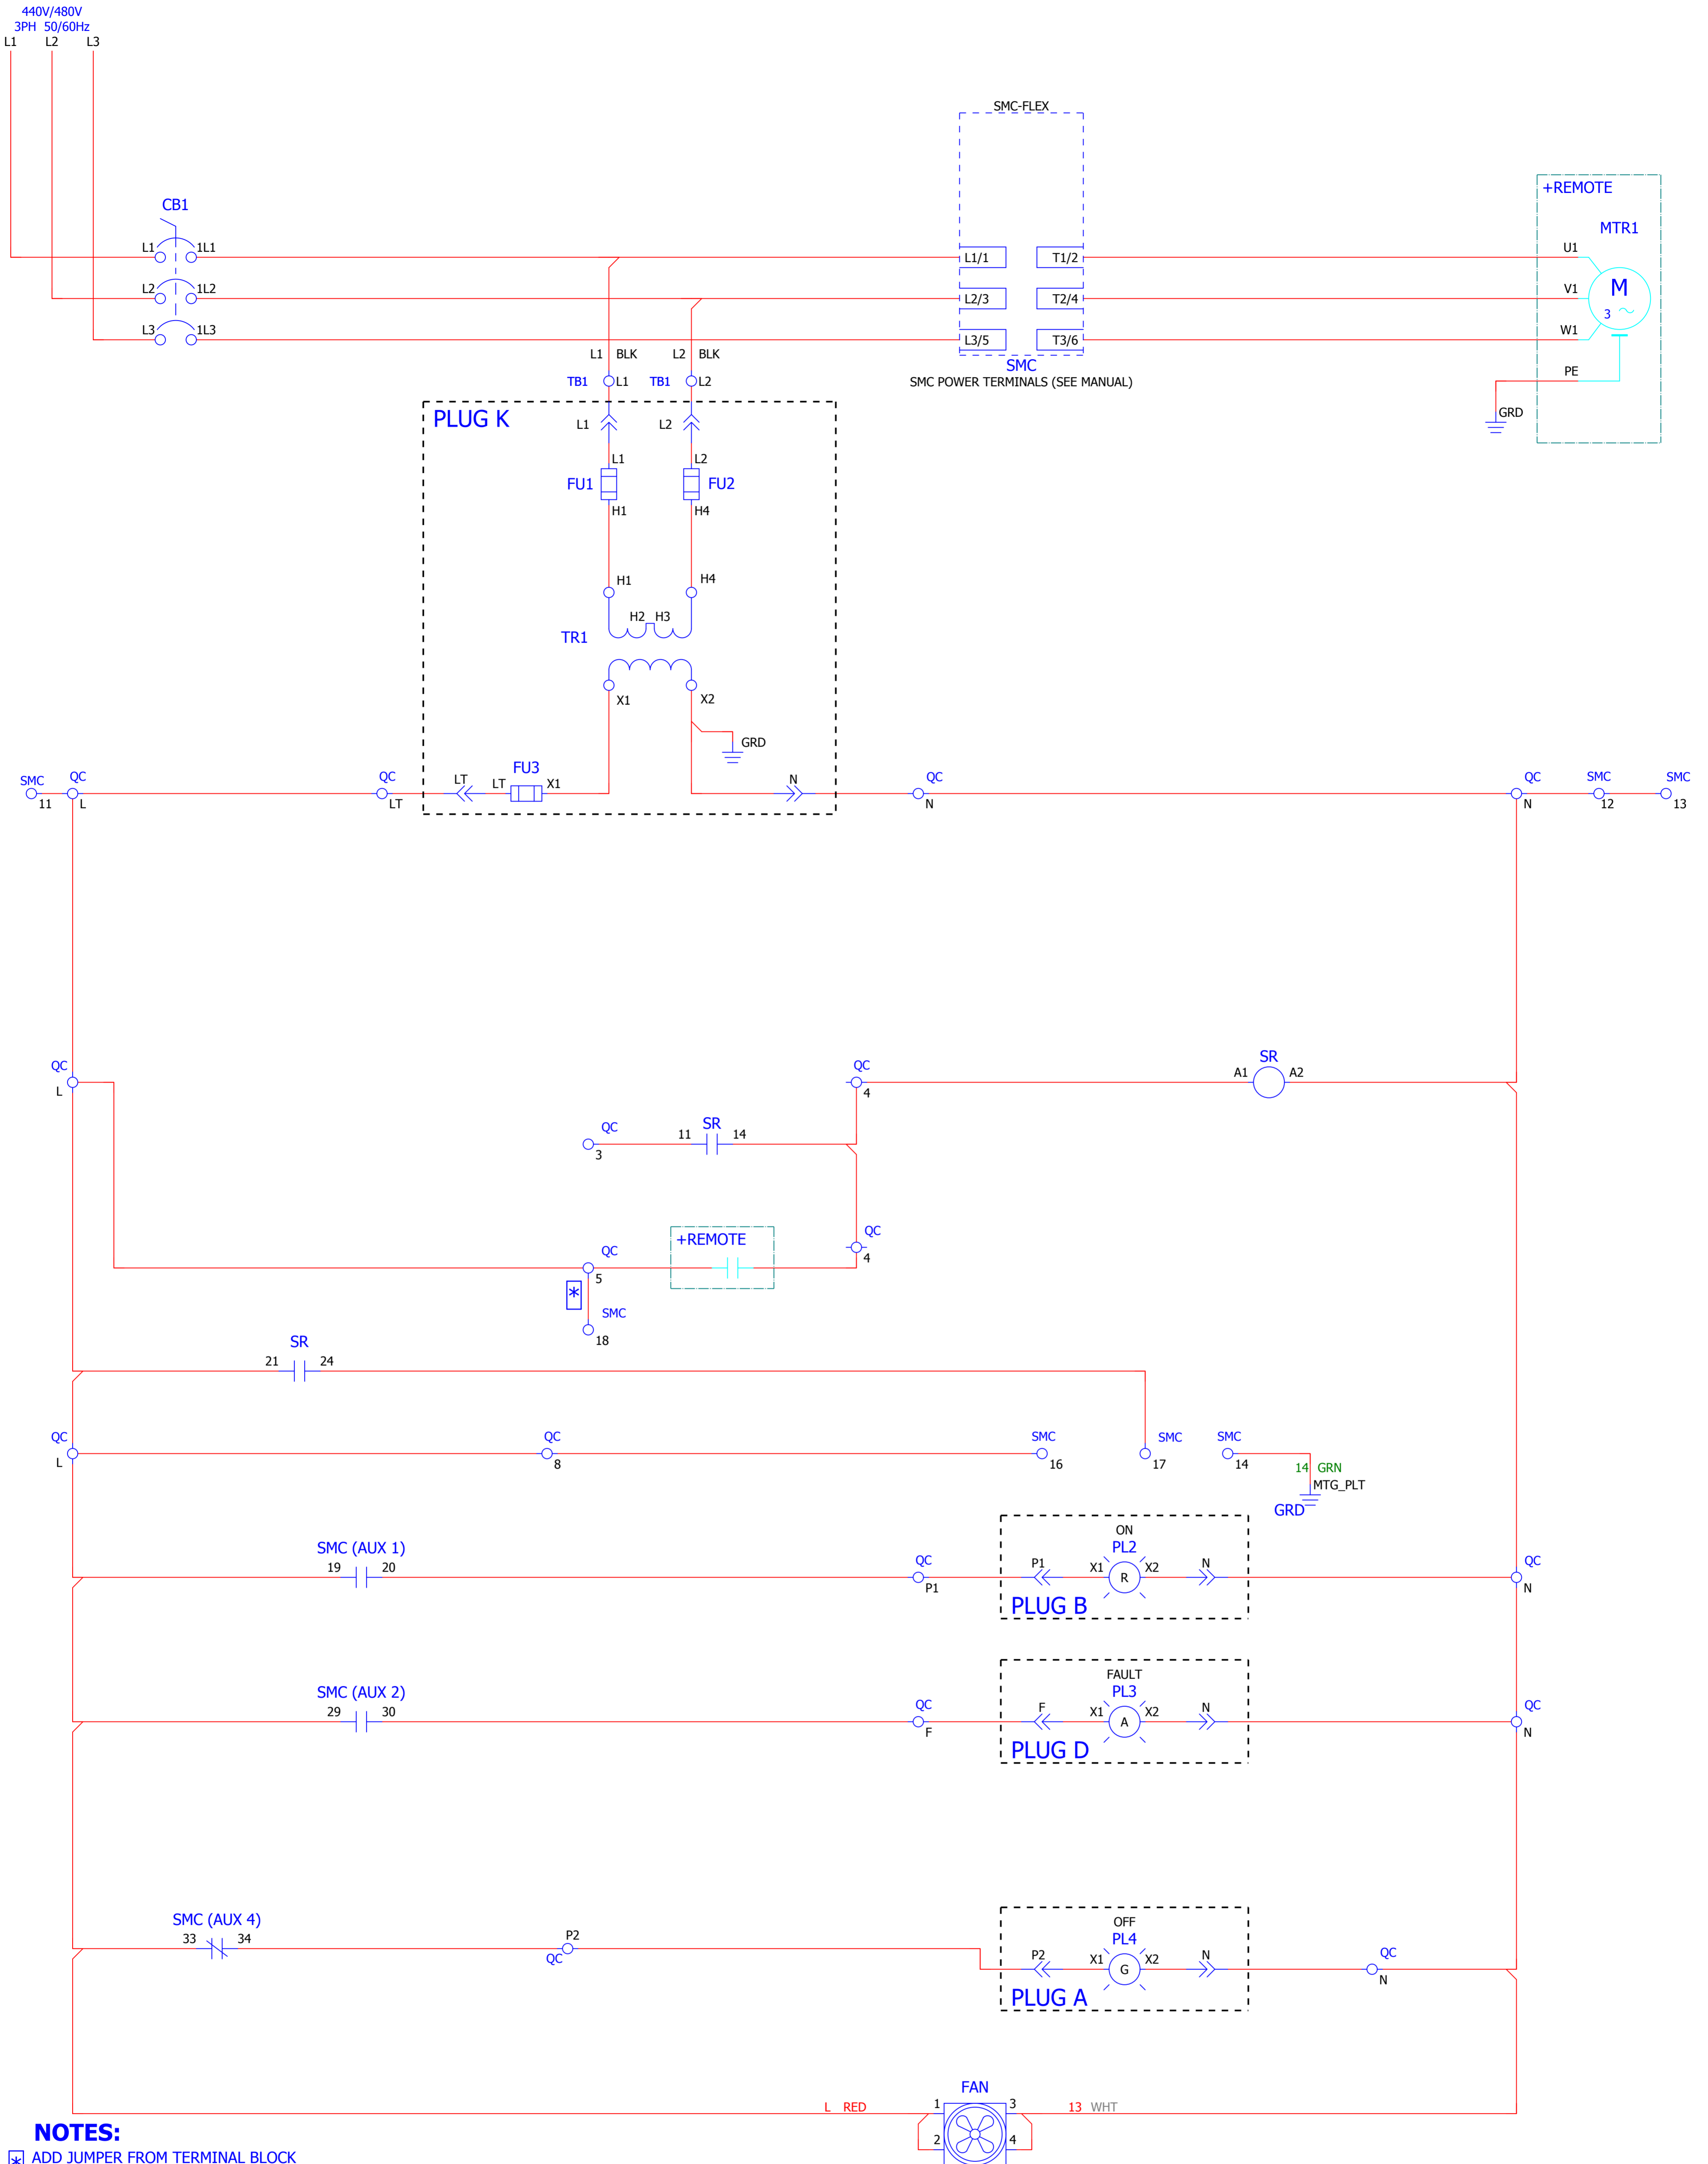 440V/480V
3PH 50/60Hz
L1 L2 L3
SMC-FLEX
CB1
+REMOTE
MTR1
L1 1L1
L1/1 T1/2
U1
L2 1L2
L2/3 T2/4
V1
M
3
L3 1L3
L3/5 T3/6
W1
SMC
SMC POWER TERMINALS (SEE MANUAL)
PE
GRD
L1 BLK L2 BLK
TB1 L1 TB1 L2
PLUG K
L1 L2
L1 L2
FU1 FU2
H1 H4
H1 H4
H2 H3
TR1
X1 X2
GRD
FU3
SMC QC QC LT LT X1 N QC QC SMC SMC
11 L LT N N 12 13
QC QC SR
L 4 A1 A2
QC SR
3 11 14
+REMOTE
QC QC
5 4
*
SMC
18
SR
21 24
QC QC SMC SMC SMC
L 8 16 17 14
14 GRN
MTG_PLT
GRD
ON
SMC (AUX 1) PL2
19 20 QC P1 X1 X2 N QC
R
P1 N
PLUG B
FAULT
SMC (AUX 2) PL3
29 30 QC F X1 X2 N QC
A
F N
PLUG D
OFF
SMC (AUX 4) PL4
33 34 P2 P2 X1 X2 N QC
QC G N
PLUG A
FAN
L RED 1 3 13 WHT
2 4
NOTES:
* ADD JUMPER FROM TERMINAL BLOCK